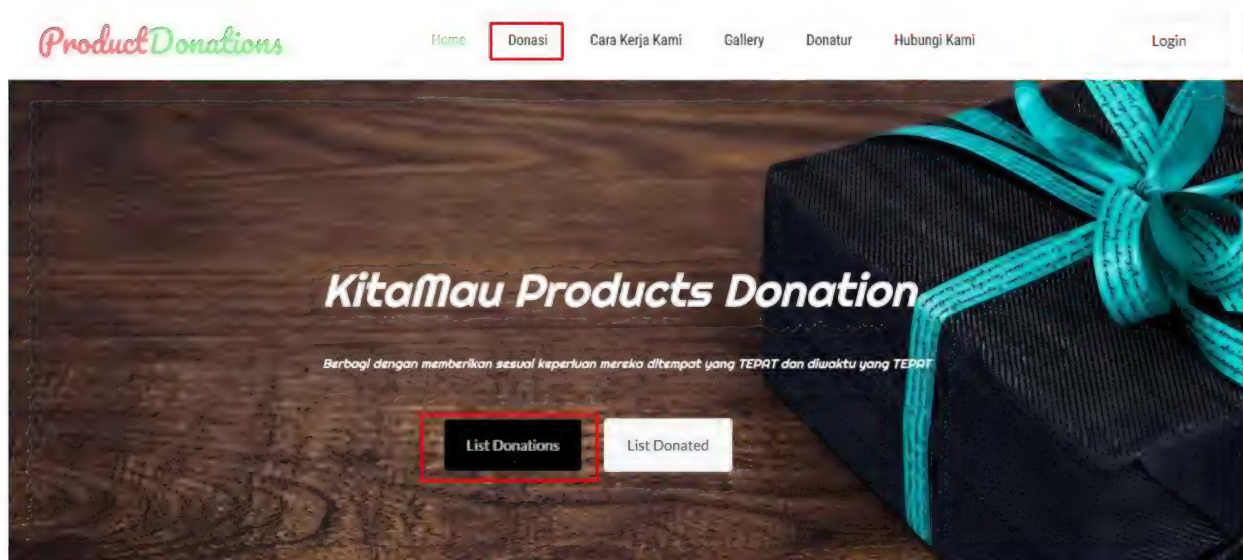 ProductDonations
Home Donasi Cara Kerja Kami Gallery Donatur Hubungi Kami Login
KitaMau Products Donation
Berbagi dengan memberikan sesuai keperluan mereka ditempat yang TEPAT dan diwaktu yang TEPAT
List Donations List Donated